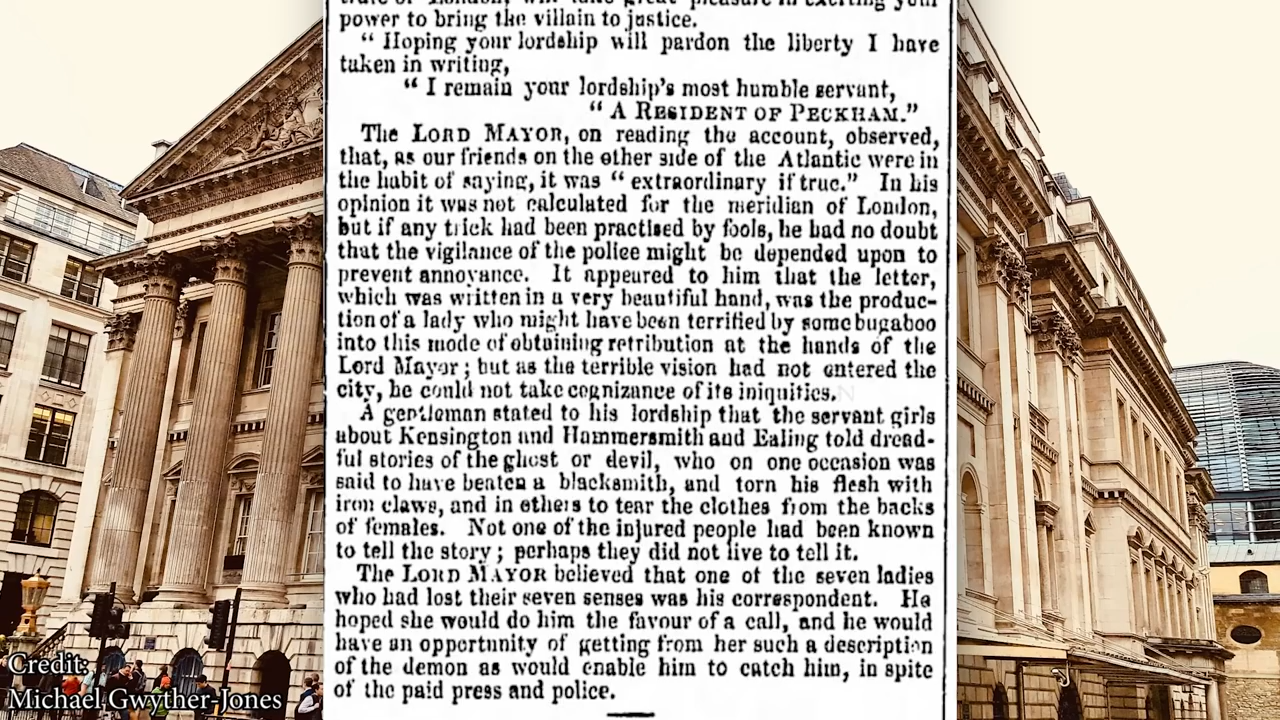 power to bring the villain to justice.
“ Hoping your lordship will pardon the liberty I have
taken in writing,
“ I remain your lordship's most humble servant,
“ A RESIDENT OF PECKHAM.”
The LORD MAYOR, on reading the account, observed,
that, as our friends on the other side of the Atlantic were in
the habit of saying, it was “ extraordinary if true.” In his
opinion it was not calculated for the meridian of London,
but if any trick had been practised by fools, he had no doubt
that the vigilance of the police might be depended upon to
prevent annoyance. It appeared to him that the letter,
which was written in a very beautiful hand, was the produc-
tion of a lady who might have been terrified by some bugaboo
into this mode of obtaining retribution at the hands of the
Lord Mayor ; but as the terrible vision had not entered the
city, he could not take cognizance of its iniquities.
A gentleman stated to his lordship that the servant girls
about Kensington and Hammersmith and Ealing told dread-
ful stories of the ghost or devil, who on one occasion was
said to have beaten a blacksmith, and torn his flesh with
iron claws, and in others to tear the clothes from the backs
of females. Not one of the injured people had been known
to tell the story ; perhaps they did not live to tell it.
The LORD MAYOR believed that one of the seven ladies
who had lost their seven senses was his correspondent. He
hoped she would do him the favour of a call, and he would
have an opportunity of getting from her such a description
of the demon as would enable him to catch him, in spite
of the paid press and police.
Credit:
Michael Gwyther-Jones